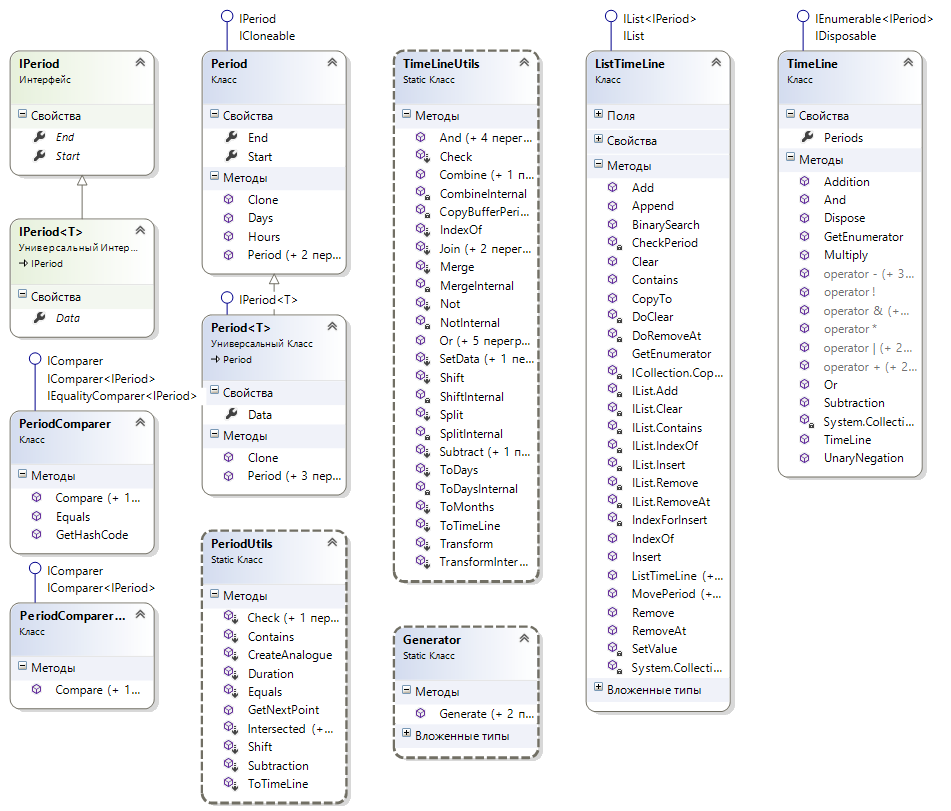 IPeriod
Интерфейс
Свойства
End
Start
IPeriod<T>
Универсальный Интер...
IPeriod
Свойства
Data
IComparer
IComparer<IPeriod>
IEqualityComparer<IPeriod>
PeriodComparer
Класс
Методы
Compare (+ 1...
Equals
GetHashCode
IComparer
IComparer<IPeriod>
PeriodComparer...
Класс
Методы
Compare (+ 1...
IPeriod
ICloneable
Period
Класс
Свойства
End
Start
Методы
Clone
Days
Hours
Period (+ 2 пер...
IPeriod<T>
Period<T>
Универсальный Класс
Period
Свойства
Data
Методы
Clone
Period (+ 3 пер...
PeriodUtils
Static Класс
Методы
Check (+ 1 пер...
Contains
CreateAnalogue
Duration
Equals
GetNextPoint
Intersected (+...
Shift
Subtraction
ToTimeLine
TimeLineUtils
Static Класс
Методы
And (+ 4 перег...
Check
Combine (+ 1 п...
CombineInternal
CopyBufferPeri...
IndexOf
Join (+ 2 перег...
Merge
MergeInternal
Not
NotInternal
Or (+ 5 перегр...
SetData (+ 1 пе...
Shift
ShiftInternal
Split
SplitInternal
Subtract (+ 1 п...
ToDays
ToDaysInternal
ToMonths
ToTimeLine
Transform
TransformInter...
Generator
Static Класс
Методы
Generate (+ 2 п...
Вложенные типы
IList<IPeriod>
IList
ListTimeLine
Класс
Поля
Свойства
Методы
Add
Append
BinarySearch
CheckPeriod
Clear
Contains
CopyTo
DoClear
DoRemoveAt
GetEnumerator
ICollection.Cop...
IList.Add
IList.Clear
IList.Contains
IList.IndexOf
IList.Insert
IList.Remove
IList.RemoveAt
IndexForInsert
IndexOf
Insert
ListTimeLine (+...
MovePeriod (+...
Remove
RemoveAt
SetValue
System.Collecti...
Вложенные типы
IEnumerable<IPeriod>
IDisposable
TimeLine
Класс
Свойства
Periods
Методы
Addition
And
Dispose
GetEnumerator
Multiply
operator - (+ 3...
operator !
operator & (+...
operator *
operator | (+ 2...
operator + (+ 2...
Or
Subtraction
System.Collecti...
TimeLine
UnaryNegation